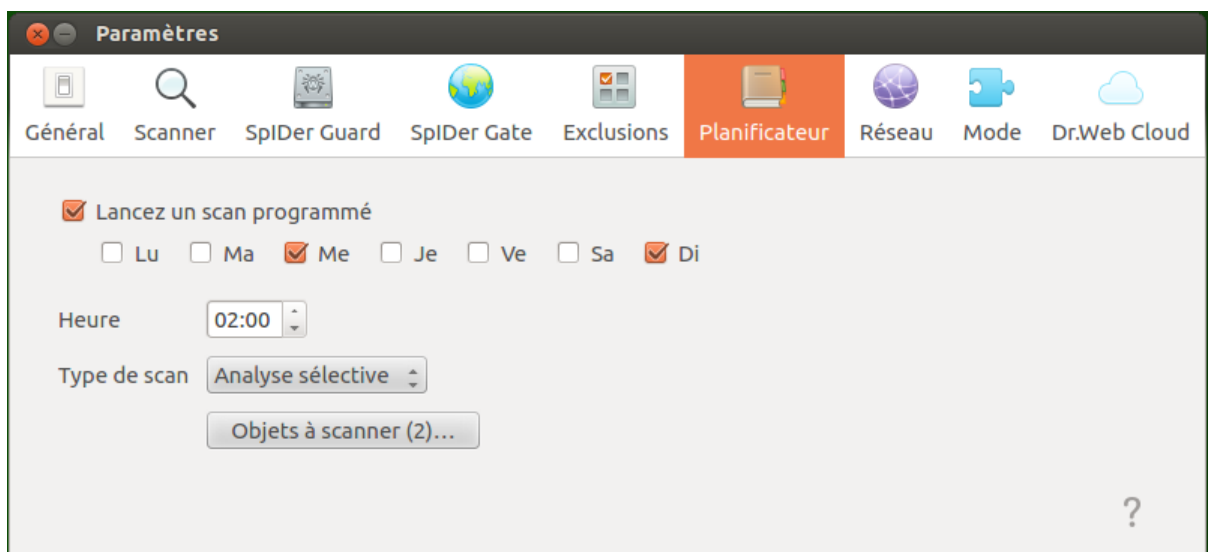 Paramètres
Général Scanner SpIDer Guard SpIDer Gate Exclusions Planificateur Réseau Mode Dr.Web Cloud
Lancez un scan programmé
Lu Ma Me Je Ve Sa Di
Heure 02:00
Type de scan Analyse sélective
Objets à scanner (2)...
?